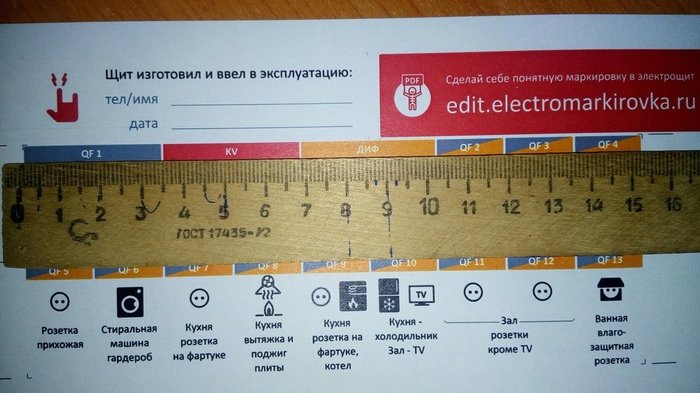 Щит изготовил и ввел в эксплуатацию:
тел/имя
дата
PDF
Сделай себе понятную маркировку в электрощит
edit.electromarkirovka.ru
QF 1 KV ДИФ QF 2 QF 3 QF 4
0 1 2 3 4 5 6 7 8 9 10 11 12 13 14 15 16
ГОСТ 17435-72
QF 5 QF 6 QF 7 QF 8 QF 9 QF 10 QF 11 QF 12 QF 13
TV
Розетка
прихожая
Стиральная
машина
гардероб
Кухня
розетка
на фартуке
Кухня
вытяжка и
поджиг
плиты
Кухня
розетка на
фартуке,
котел
Кухня -
холодильник
Зал - TV
Зал
розетки
кроме TV
Ванная
влаго-
защитная
розетка